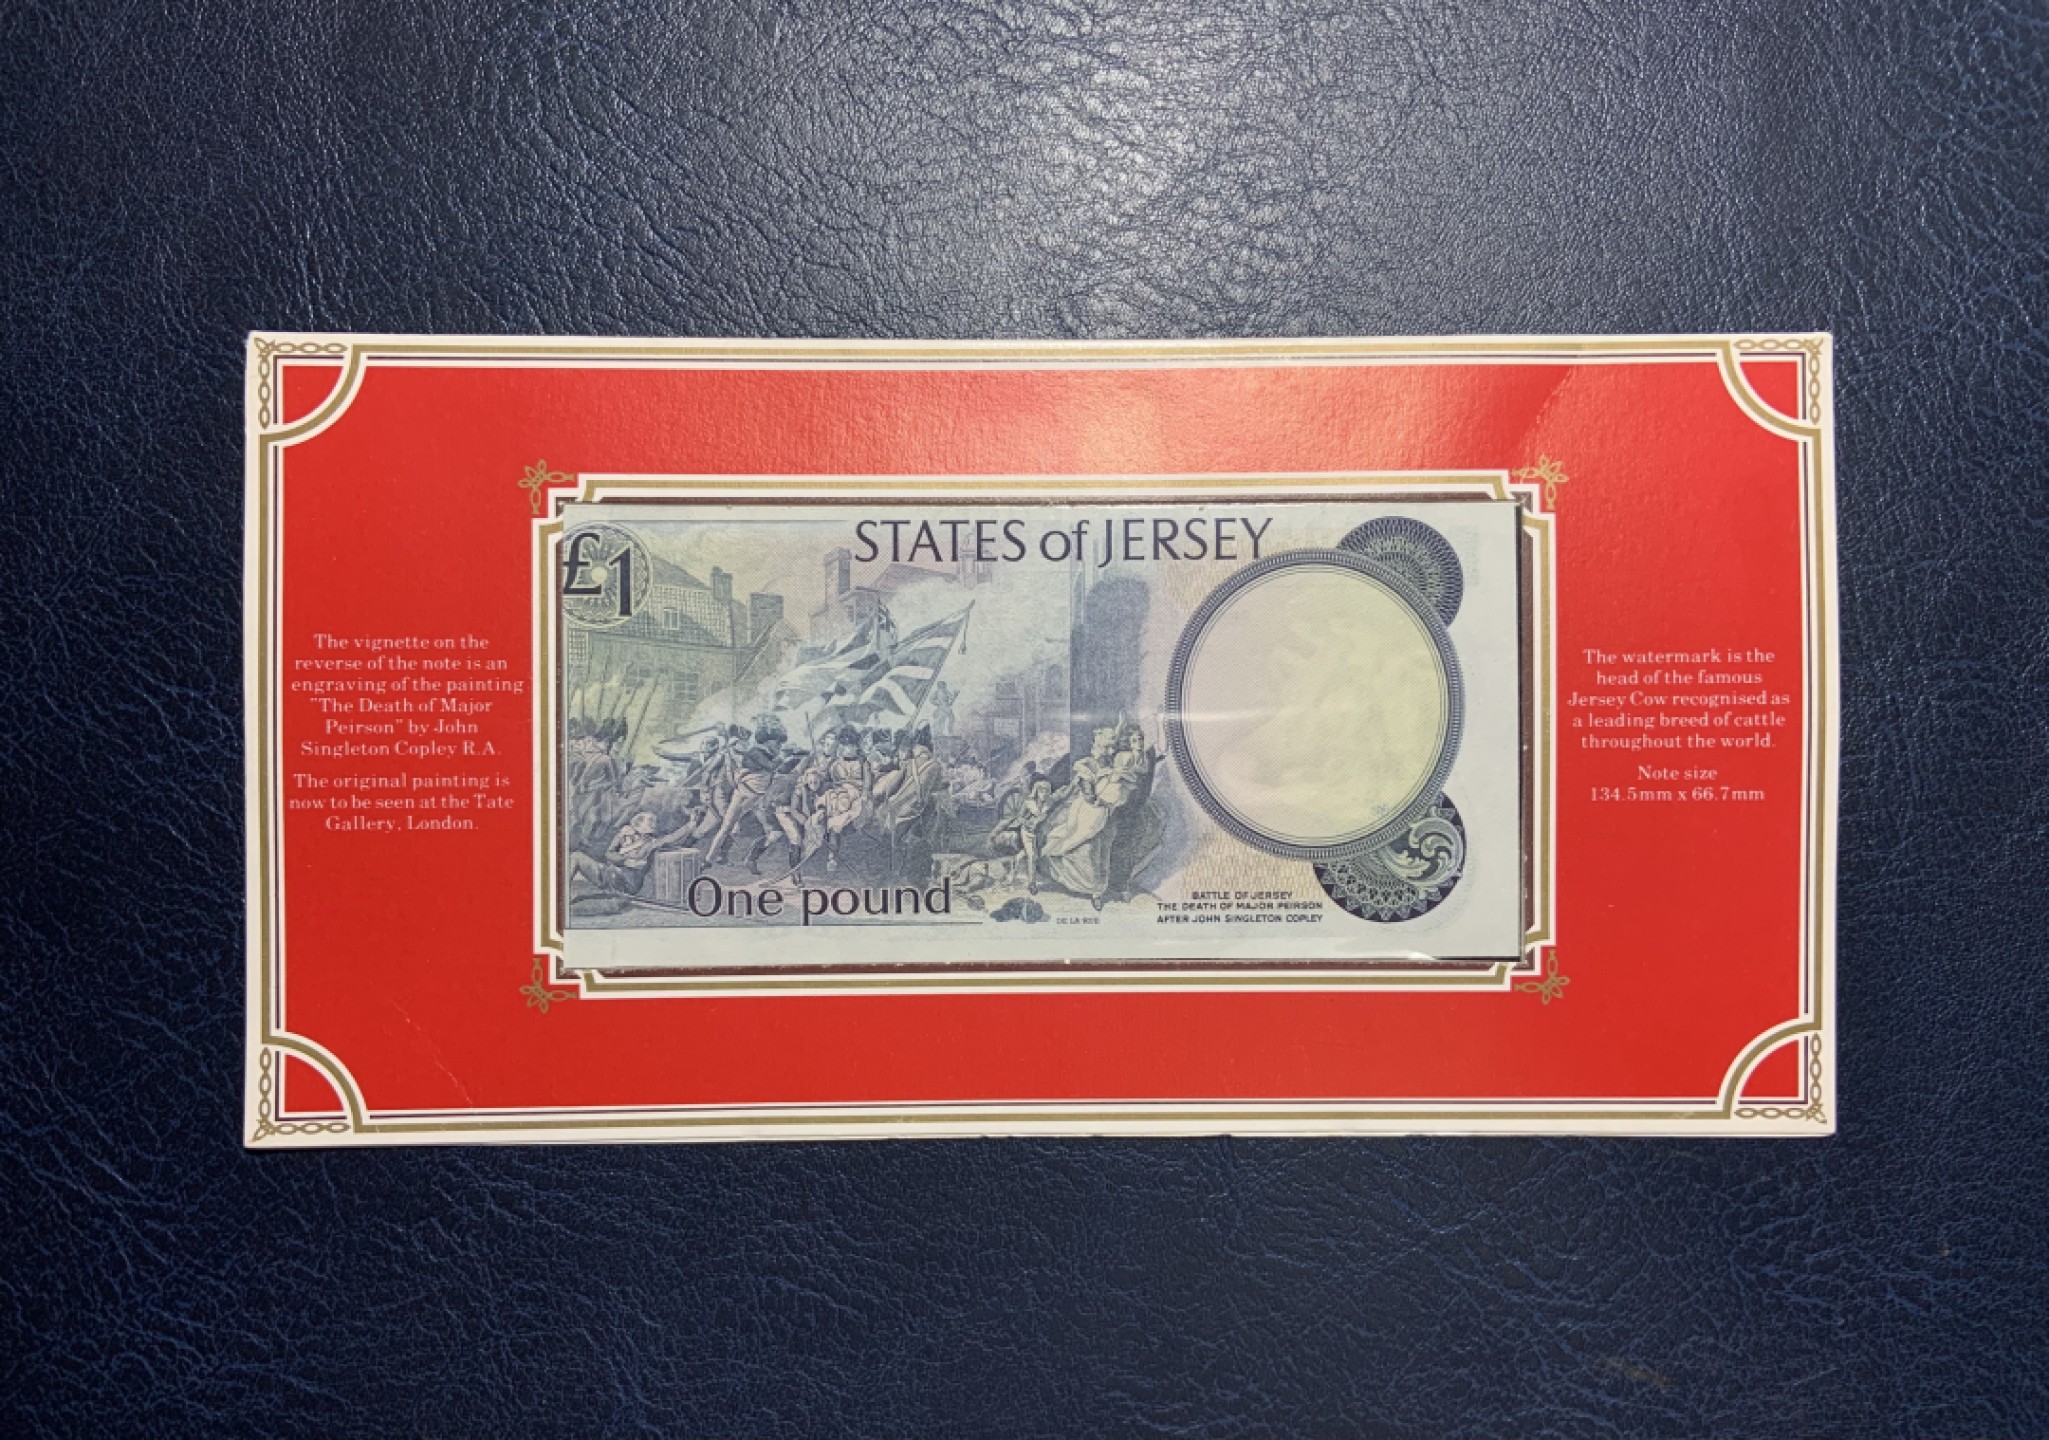 The vignette on the
reverse of the note is an
engraving of the painting
"The Death of Major
Peirson" by John
Singleton Copley R.A.
The original painting is
now to be seen at the Tate
Gallery, London.
£1
STATES of JERSEY
One pound
DE LA RUE
BATTLE OF JERSEY
THE DEATH OF MAJOR PEIRSON
AFTER JOHN SINGLETON COPLEY
The watermark is the
head of the famous
Jersey Cow recognised as
a leading breed of cattle
throughout the world.
Note size
134.5mm x 66.7mm